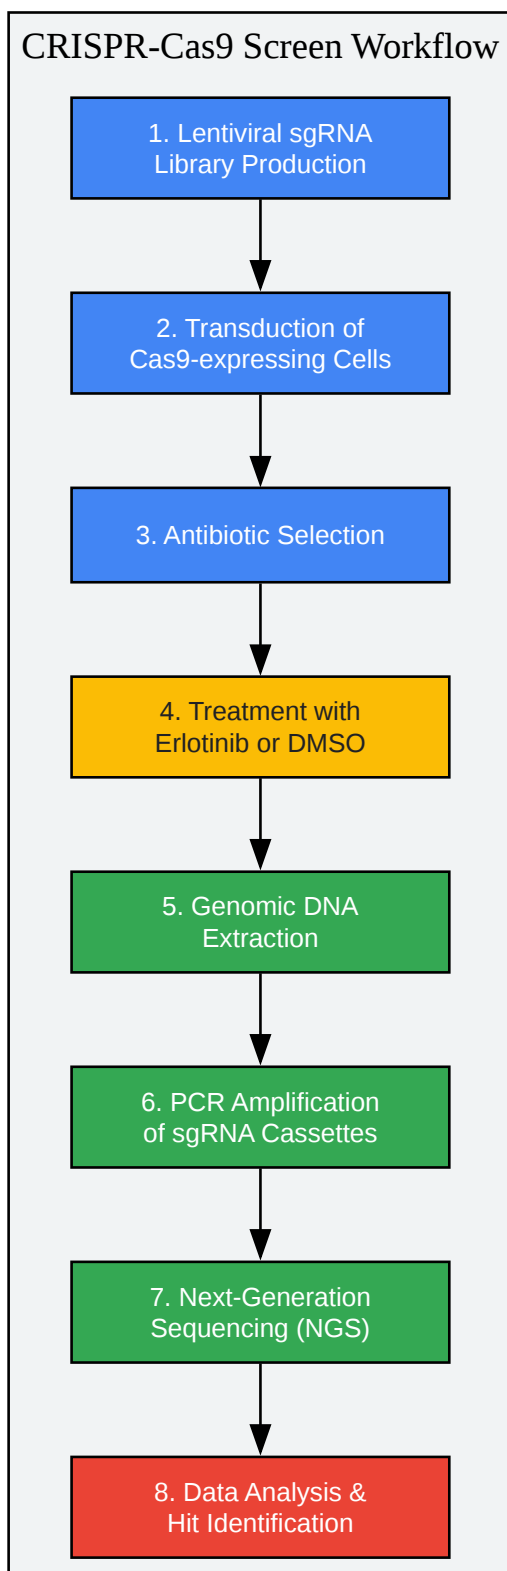 CRISPR-Cas9 Screen Workflow
1. Lentiviral sgRNA
Library Production
2. Transduction of
Cas9-expressing Cells
3. Antibiotic Selection
4. Treatment with
Erlotinib or DMSO
5. Genomic DNA
Extraction
6. PCR Amplification
of sgRNA Cassettes
7. Next-Generation
Sequencing (NGS)
8. Data Analysis &
Hit Identification